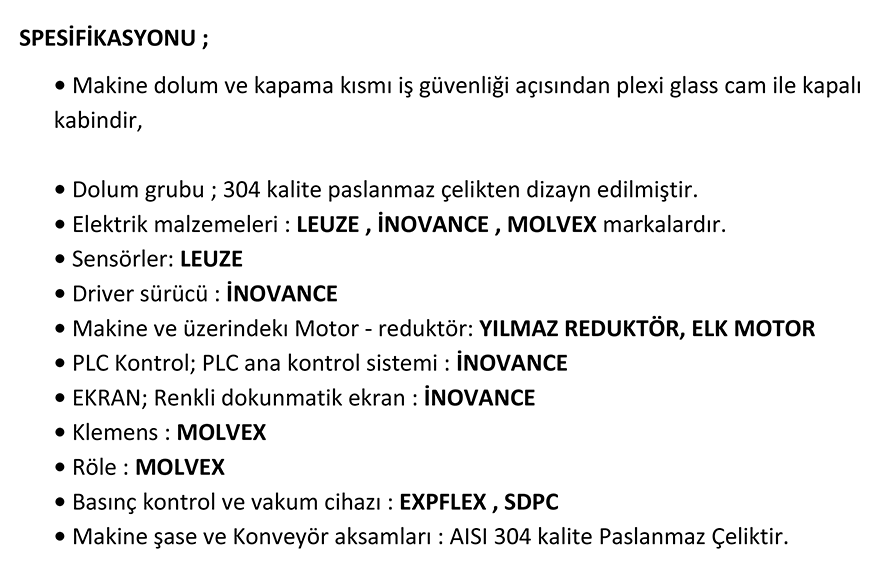 SPESİFİKASYONU ;
• Makine dolum ve kapama kısmı iş güvenliği açısından plexi glass cam ile kapalı
kabindir,
• Dolum grubu ; 304 kalite paslanmaz çelikten dizayn edilmiştir.
• Elektrik malzemeleri : LEUZE , İNOVANCE , MOLVEX markalardır.
• Sensörler: LEUZE
• Driver sürücü : İNOVANCE
• Makine ve üzerindekı Motor - reduktör: YILMAZ REDUKTÖR, ELK MOTOR
• PLC Kontrol; PLC ana kontrol sistemi : İNOVANCE
• EKRAN; Renkli dokunmatik ekran : İNOVANCE
• Klemens : MOLVEX
• Röle : MOLVEX
• Basınç kontrol ve vakum cihazı : EXPFLEX , SDPC
• Makine şase ve Konveyör aksamları : AISI 304 kalite Paslanmaz Çeliktir.